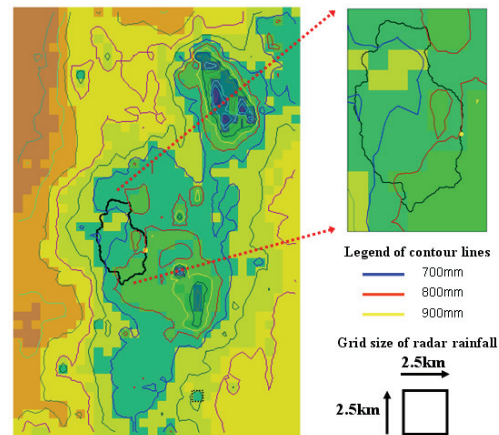 Legend of contour lines
700mm
800mm
900mm
Grid size of radar rainfall
2.5km
2.5km